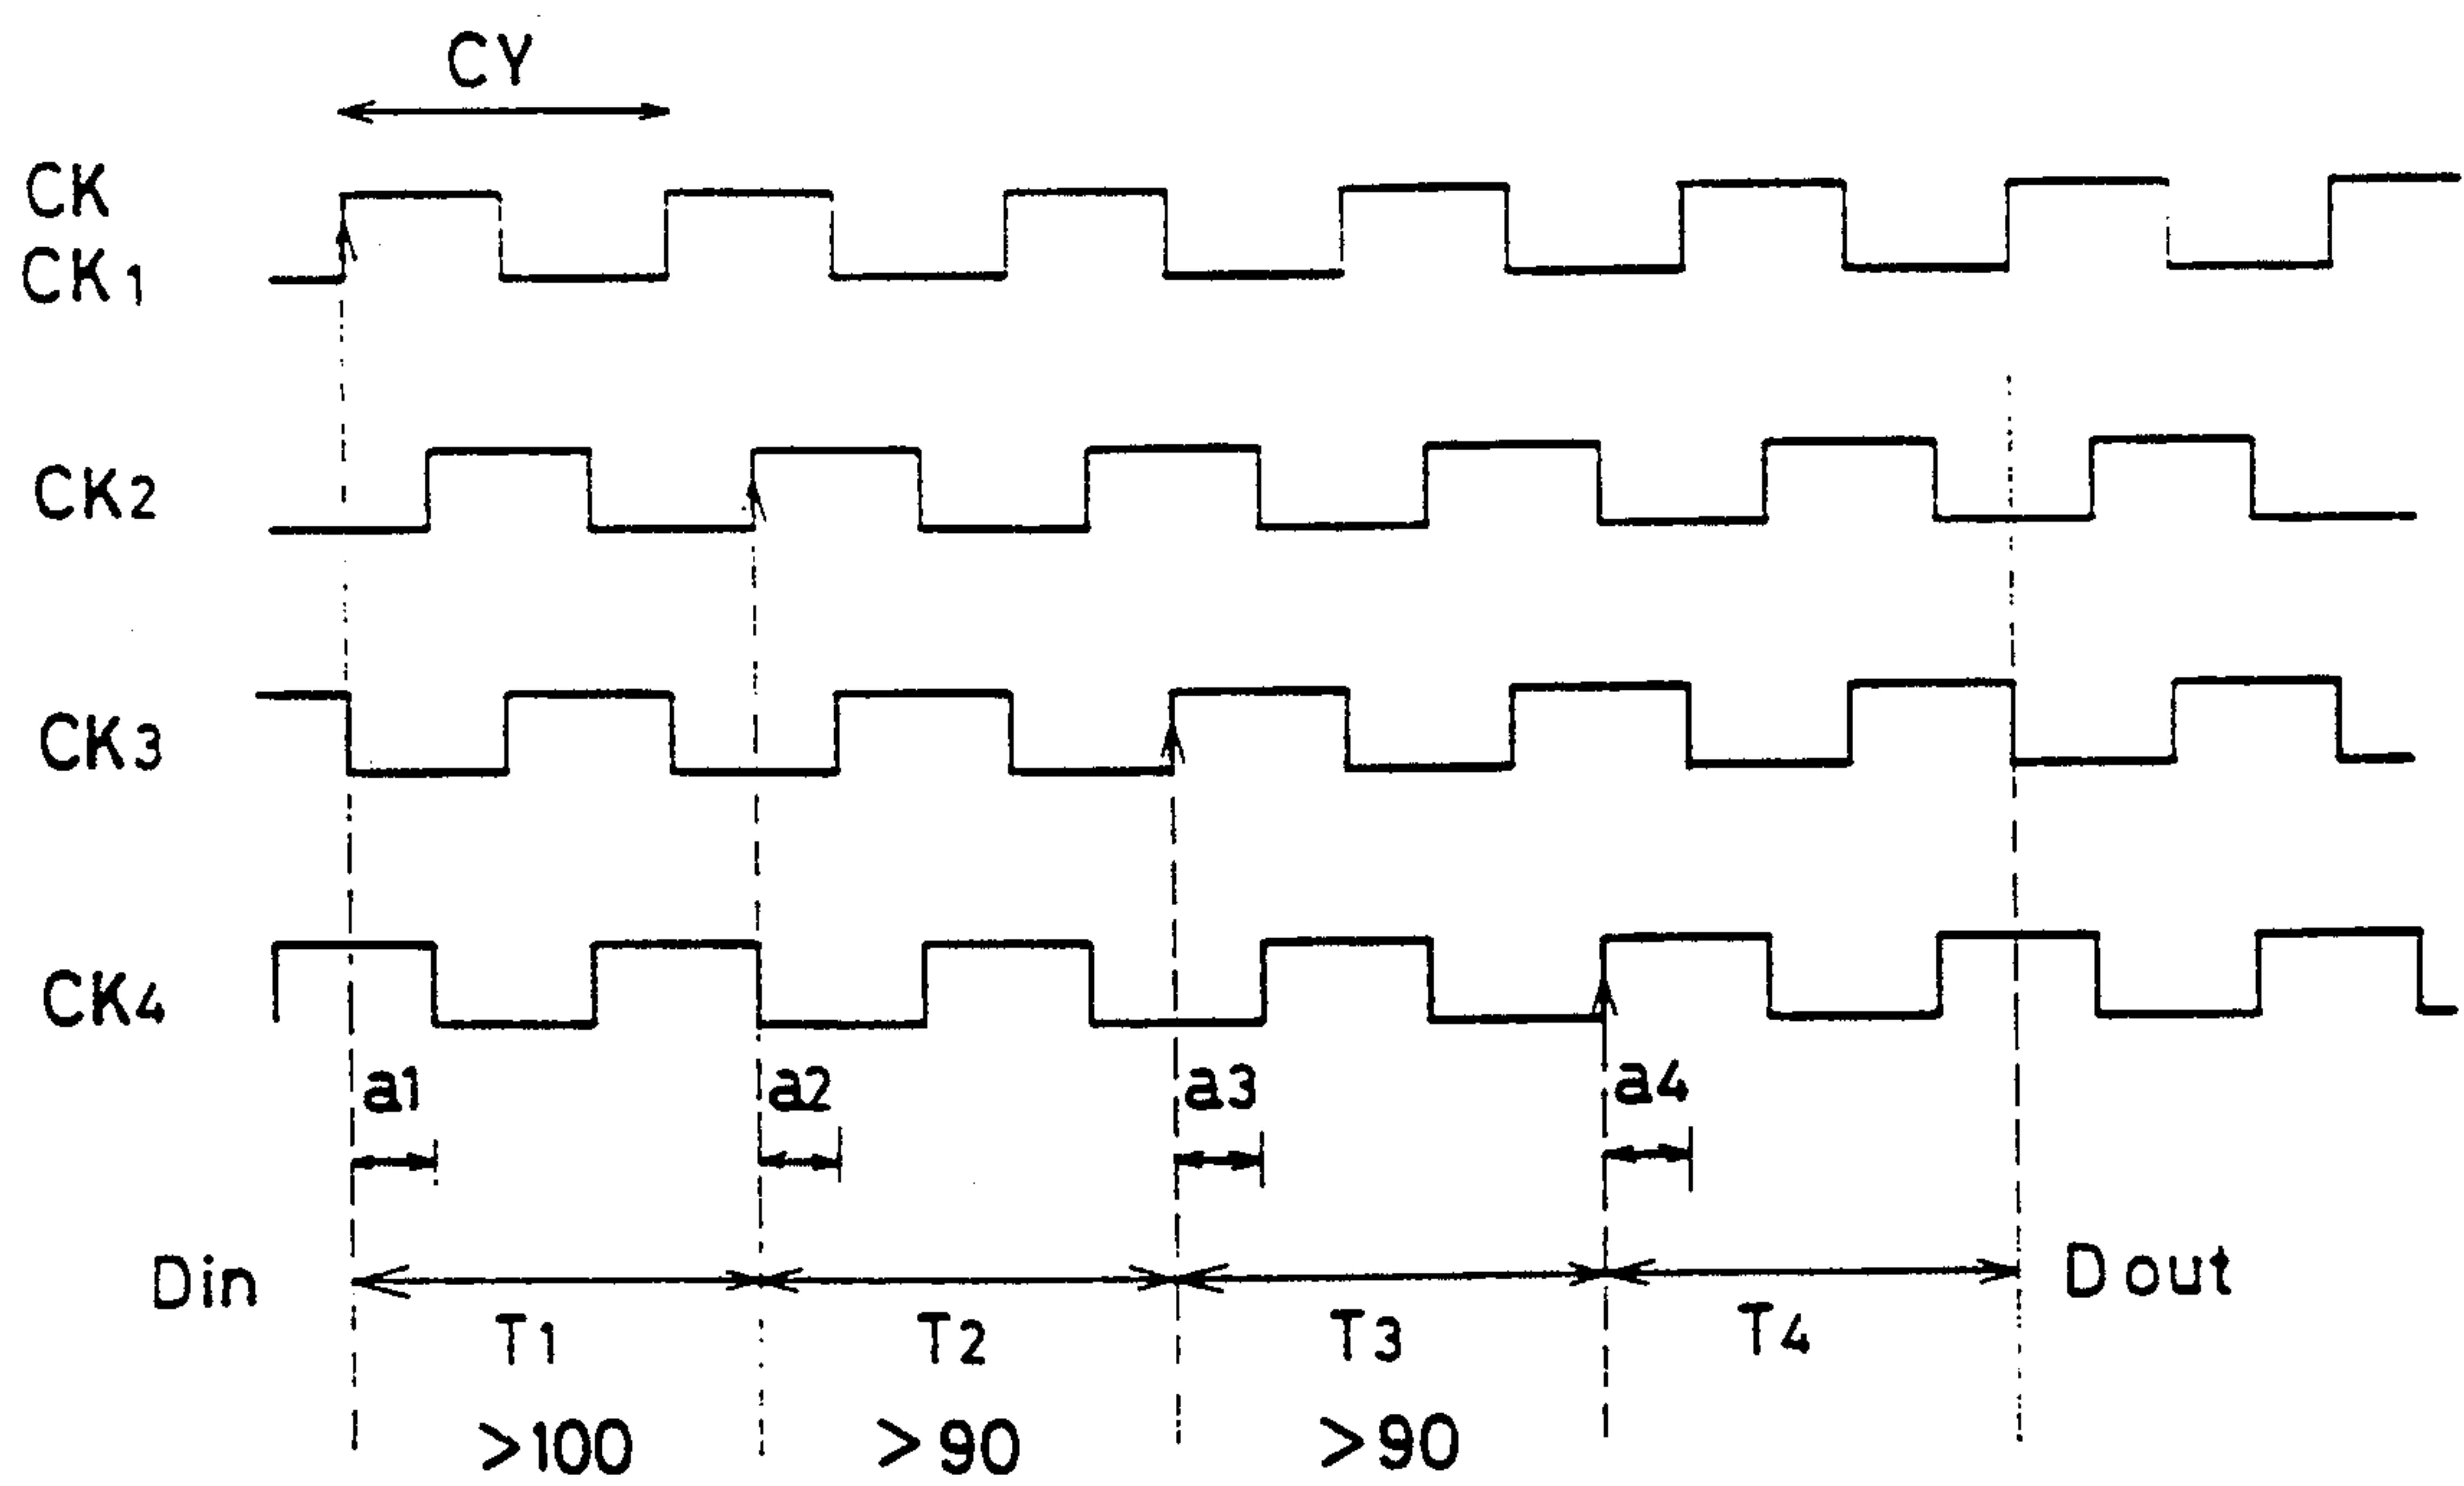 CY
CK
CK1
CK2
CK3
CK4
a1 a2 a3 a4
Din Dout
T1 T2 T3 T4
>100 >90 >90